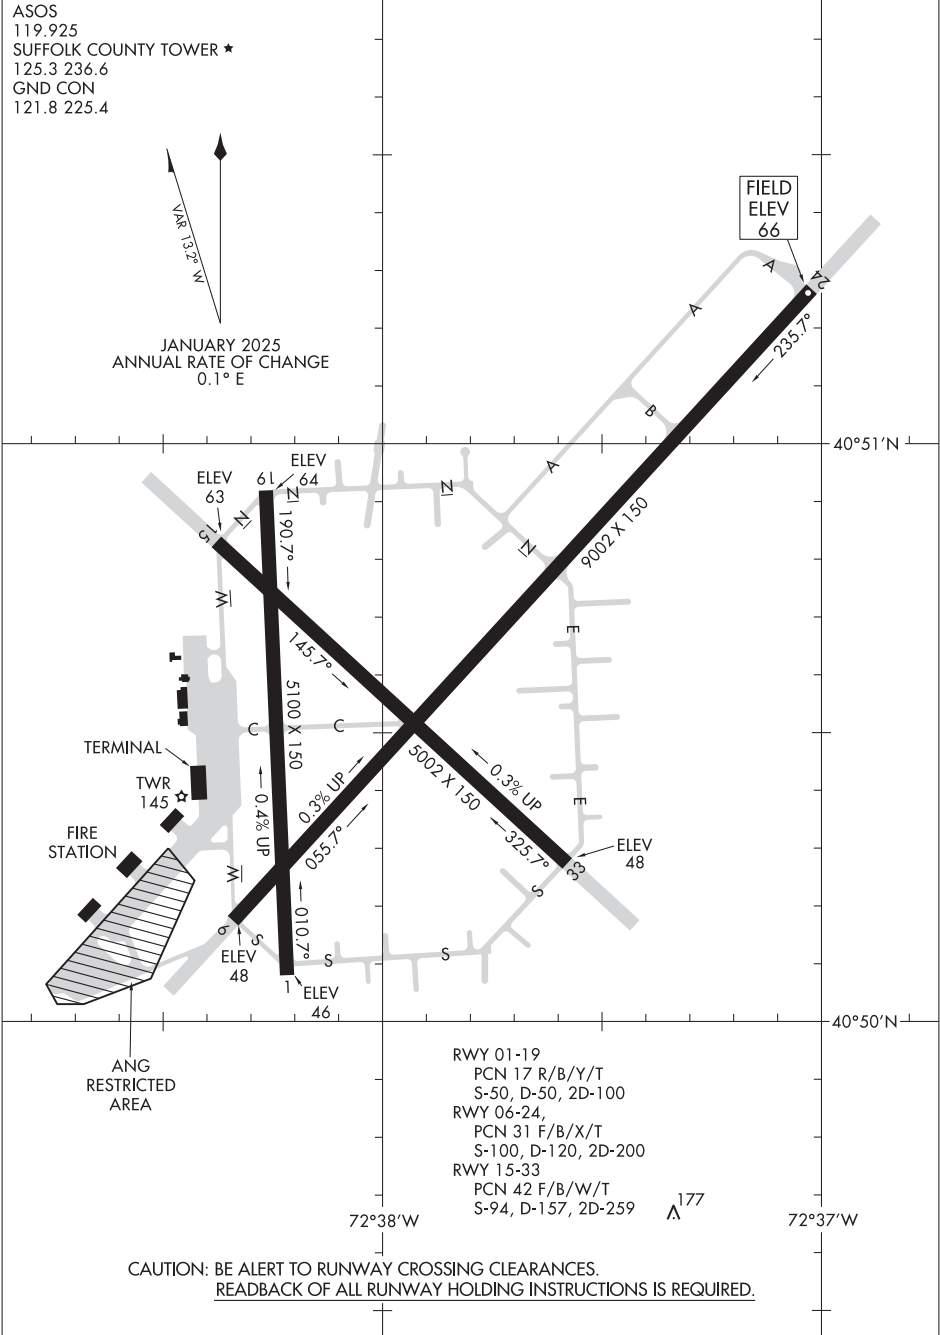 ASOS
119.925
SUFFOLK COUNTY TOWER ★
125.3 236.6
GND CON
121.8 225.4
VAR 13.2° W
JANUARY 2025
ANNUAL RATE OF CHANGE
0.1° E
FIELD
ELEV
66
24
A
A
A
B
A
235.7°
40°51'N
9002 X 150
ELEV
63
15
19
ELEV
64
N
N
N
N
190.7°
W
145.7°
E
5100 X 150
C
C
5002 X 150
0.3% UP
0.3% UP
0.4% UP
055.7°
325.7°
E
TERMINAL
TWR
145
FIRE
STATION
W
ELEV
48
33
S
6
S
ELEV
48
010.7°
S
S
1
ELEV
46
40°50'N
ANG
RESTRICTED
AREA
RWY 01-19
PCN 17 R/B/Y/T
S-50, D-50, 2D-100
RWY 06-24,
PCN 31 F/B/X/T
S-100, D-120, 2D-200
RWY 15-33
PCN 42 F/B/W/T
S-94, D-157, 2D-259
177
72°38'W
72°37'W
CAUTION: BE ALERT TO RUNWAY CROSSING CLEARANCES.
READBACK OF ALL RUNWAY HOLDING INSTRUCTIONS IS REQUIRED.